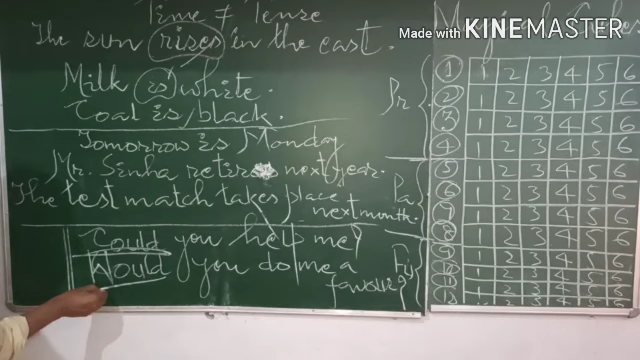 Time ≠ Tense
The sun rises in the east.
Milk is white.
Coal is black.
Pr
Tomorrow is Monday
Mr. Sinha retires next year.
The test match takes place
next month.
Could you help me?
Would you do me a
favour?
Made with KINEMASTER
1 1 2 3 4 5 6
2 1 2 3 4 5 6
3 1 2 3 4 5 6
4 1 2 3 4 5 6
5 1 2 3 4 5 6
6 1 2 3 4 5 6
7 1 2 3 4 5 6
8 1 2 3 4 5 6
9 1 2 3 4 5 6
1 2 3 4 5 6
1 2 3 4 5 6
1 2 3 4 5 6